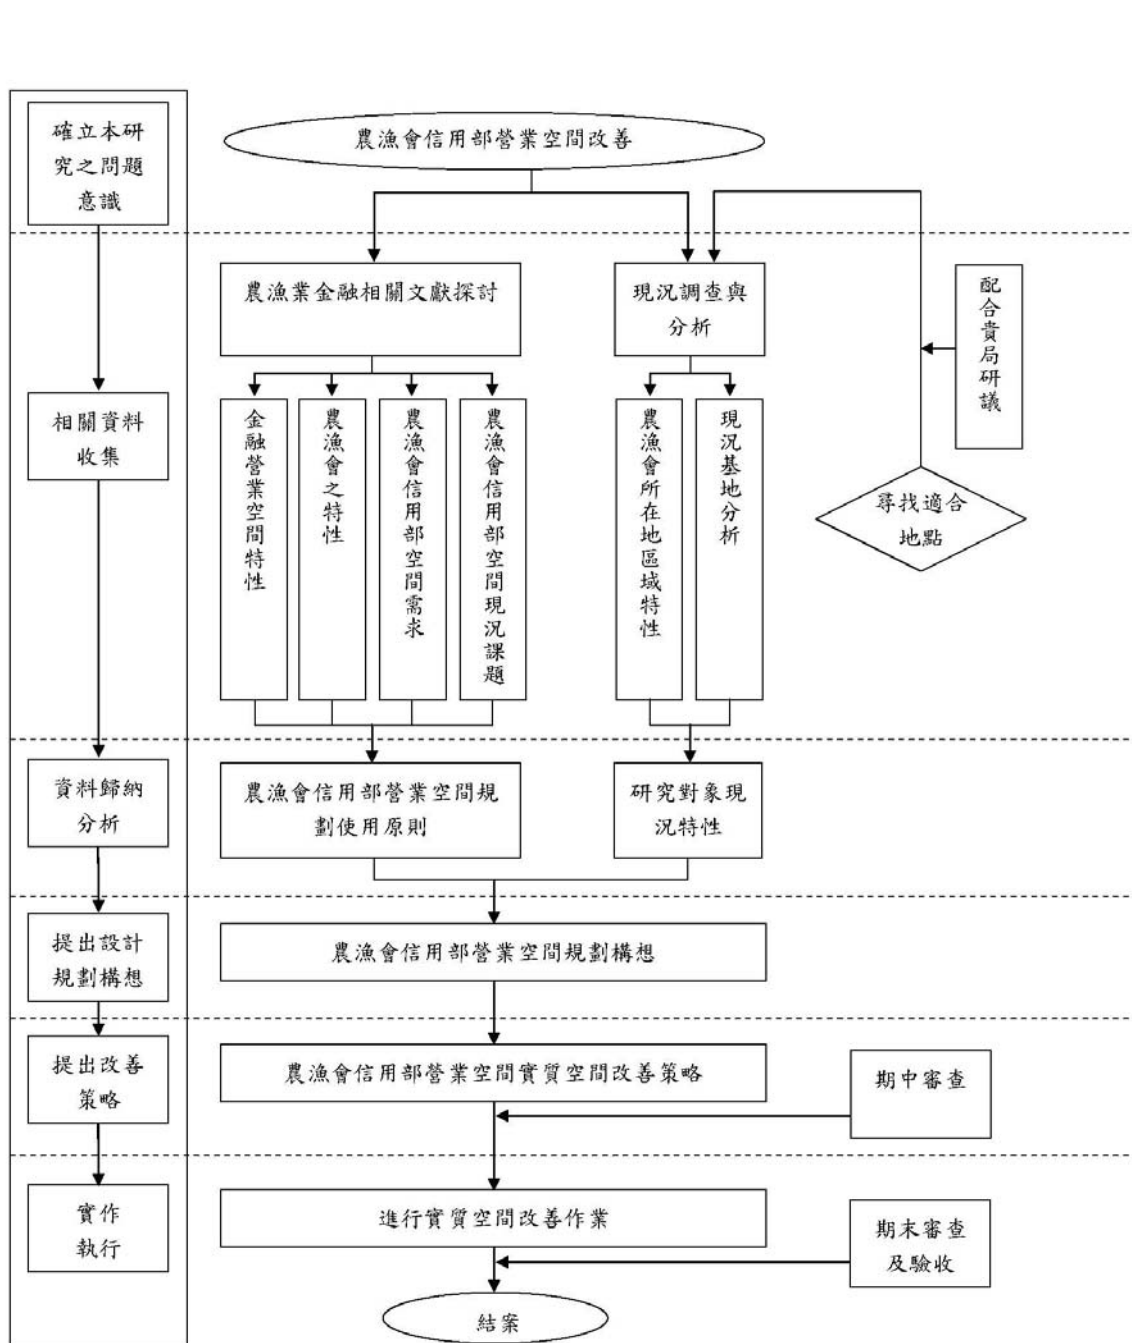 確立本研
究之問題
意識
農漁會信用部營業空間改善
農漁業金融相關文獻探討
現況調查與
分析
配合貴局研議
相關資料
收集
金融營業空間特性
農漁會之特性
農漁會信用部空間需求
農漁會信用部空間現況課題
農漁會所在地區域特性
現況基地分析
尋找適合
地點
資料歸納
分析
農漁會信用部營業空間規
劃使用原則
研究對象現
況特性
提出設計
規劃構想
農漁會信用部營業空間規劃構想
提出改善
策略
農漁會信用部營業空間實質空間改善策略
期中審查
實作
執行
進行實質空間改善作業
期末審查
及驗收
結案